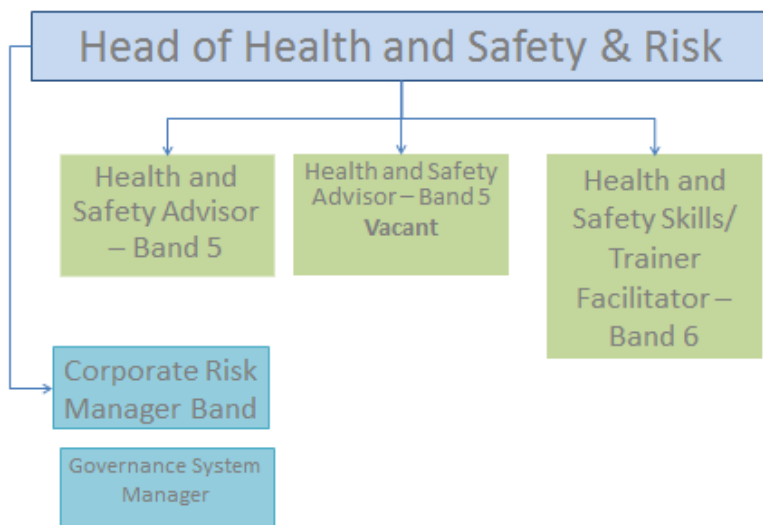 Head of Health and Safety & Risk
Health and
Safety Advisor
– Band 5
Health and Safety
Advisor – Band 5
Vacant
Health and
Safety Skills/
Trainer
Facilitator –
Band 6
Corporate Risk
Manager Band
Governance System
Manager